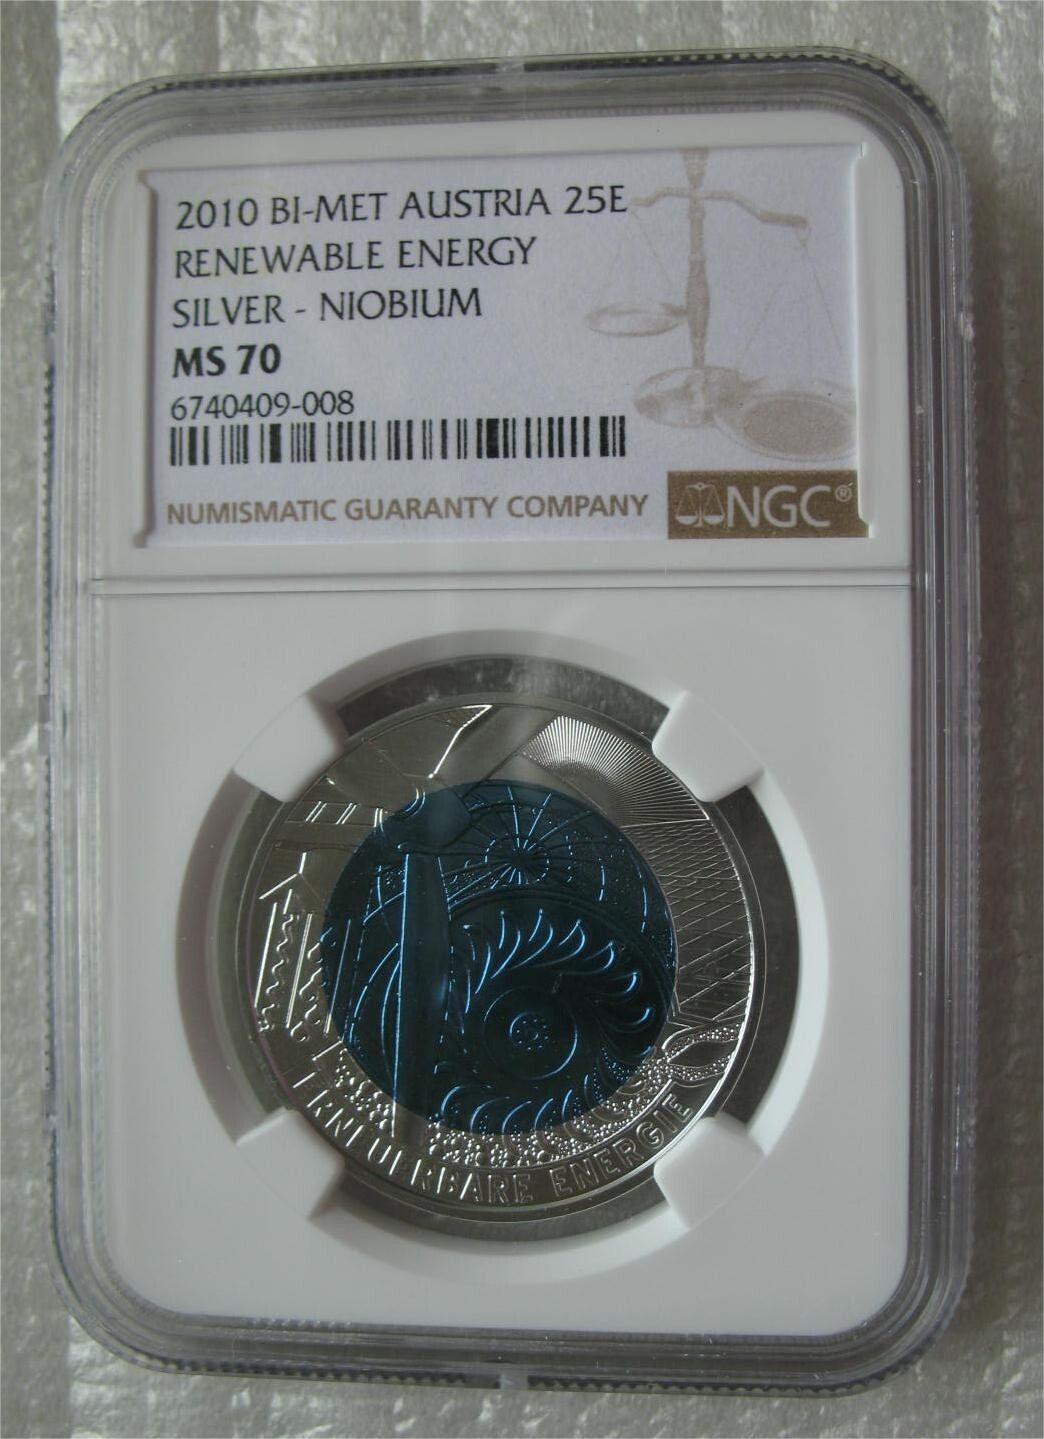 2010 BI-MET AUSTRIA 25E
RENEWABLE ENERGY
SILVER - NIOBIUM
MS 70
6740409-008
NUMISMATIC GUARANTY COMPANY
NGC®
ERNEUERBARE ENERGIE